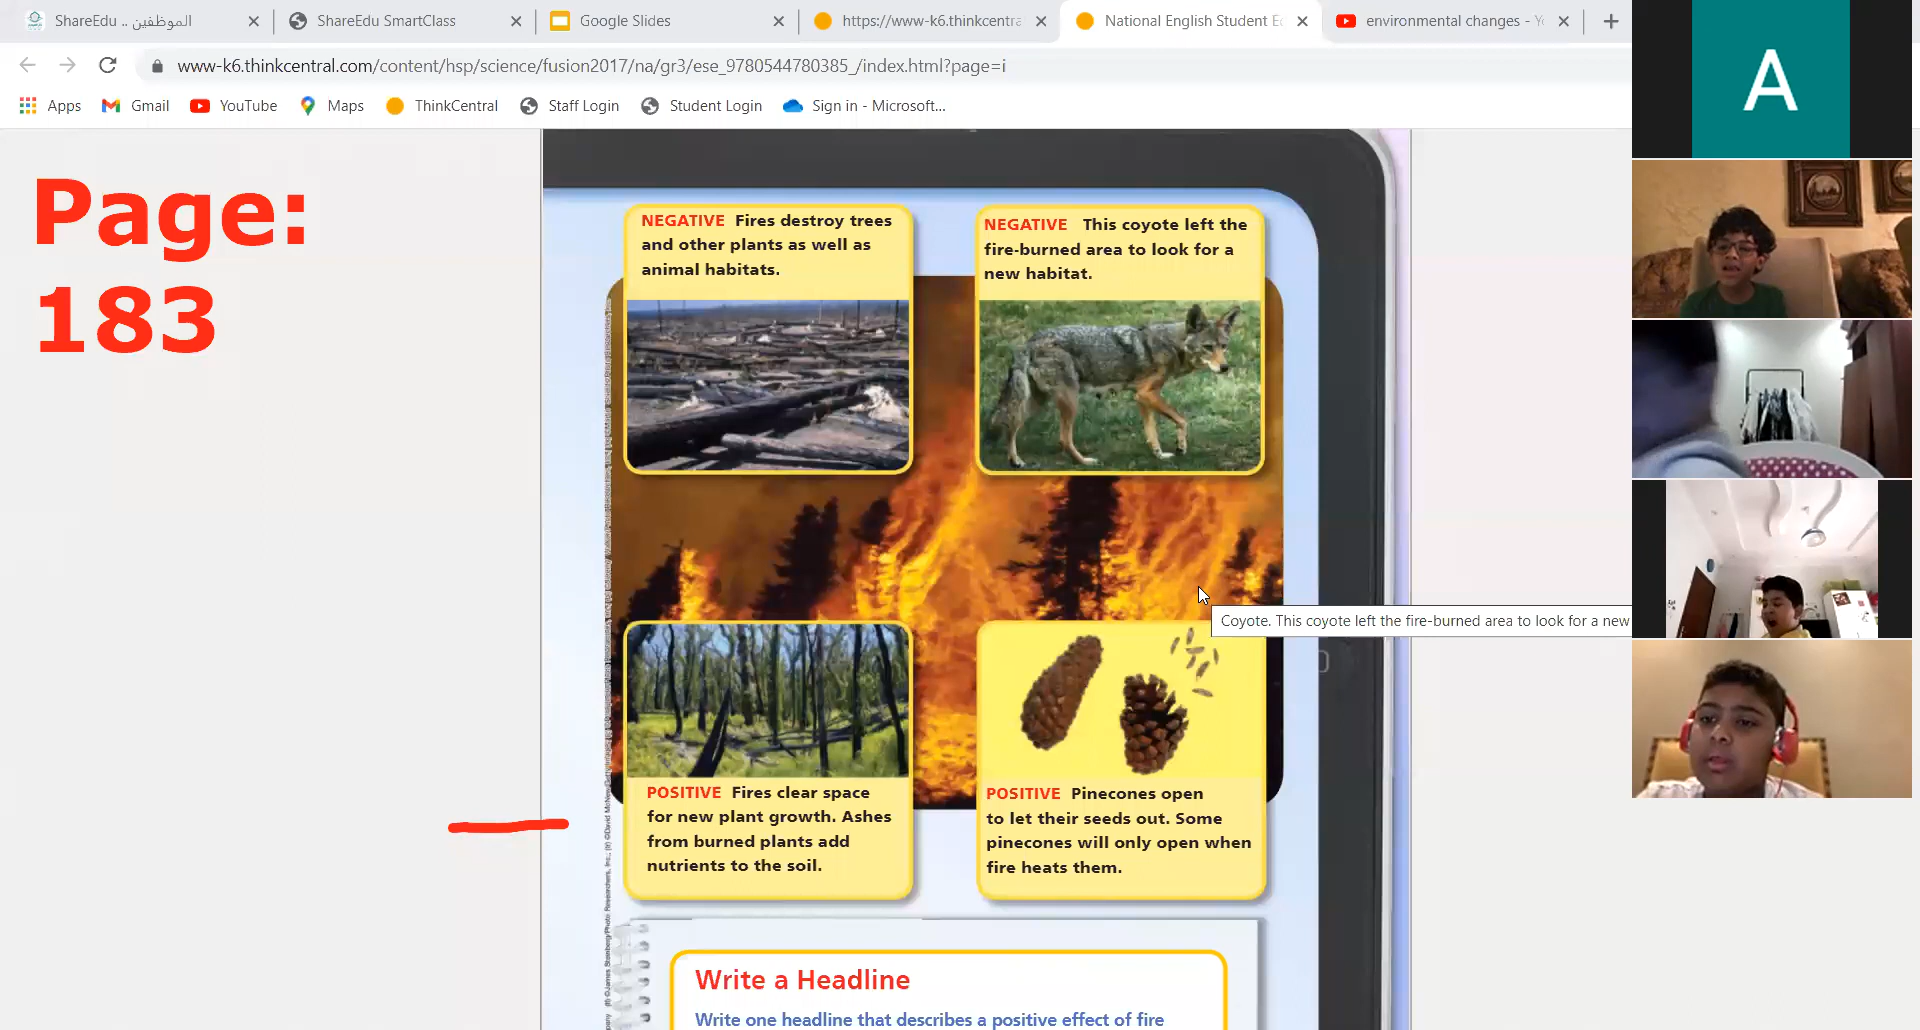 ShareEdu .. الموظفين
ShareEdu SmartClass
Google Slides
https://www-k6.thinkcentra
National English Student E
environmental changes - Y
www-k6.thinkcentral.com/content/hsp/science/fusion2017/na/gr3/ese_9780544780385_/index.html?page=i
Apps
Gmail
YouTube
Maps
ThinkCentral
Staff Login
Student Login
Sign in - Microsoft...
A
Page:
183
NEGATIVE Fires destroy trees
and other plants as well as
animal habitats.
NEGATIVE This coyote left the
fire-burned area to look for a
new habitat.
Coyote. This coyote left the fire-burned area to look for a new
POSITIVE Fires clear space
for new plant growth. Ashes
from burned plants add
nutrients to the soil.
POSITIVE Pinecones open
to let their seeds out. Some
pinecones will only open when
fire heats them.
Write a Headline
Write one headline that describes a positive effect of fire